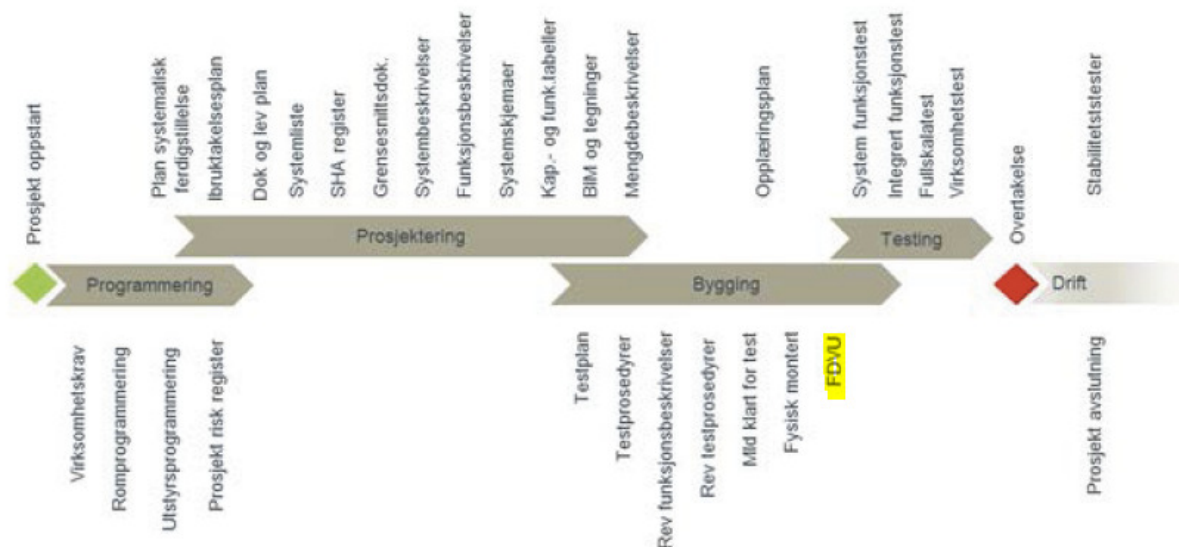 Prosjekt oppstart
Plan systematisk
ferdigstillelse
Ibruktakelsesplan
Dok og lev plan
Systemliste
SHA register
Grensesnittsdok.
Systembeskrivelser
Funksjonsbeskrivelser
Systemskjemaer
Kap.- og funk.tabeller
BIM og tegninger
Mengdebeskrivelser
Opplæringsplan
System funksjonstest
Integrert funksjonstest
Fullskalatest
Virksomhetstest
Overtakelse
Stabilitetststester
Prosjektering
Testing
Programmering
Bygging
Drift
Virksomhetskrav
Romprogrammering
Utstyrsprogrammering
Prosjekt risk register
Testplan
Testprosedyrer
Rev funksjonsbeskrivelser
Rev testprosedyrer
Mld klart for test
Fysisk montert
FDVU
Prosjekt avslutning